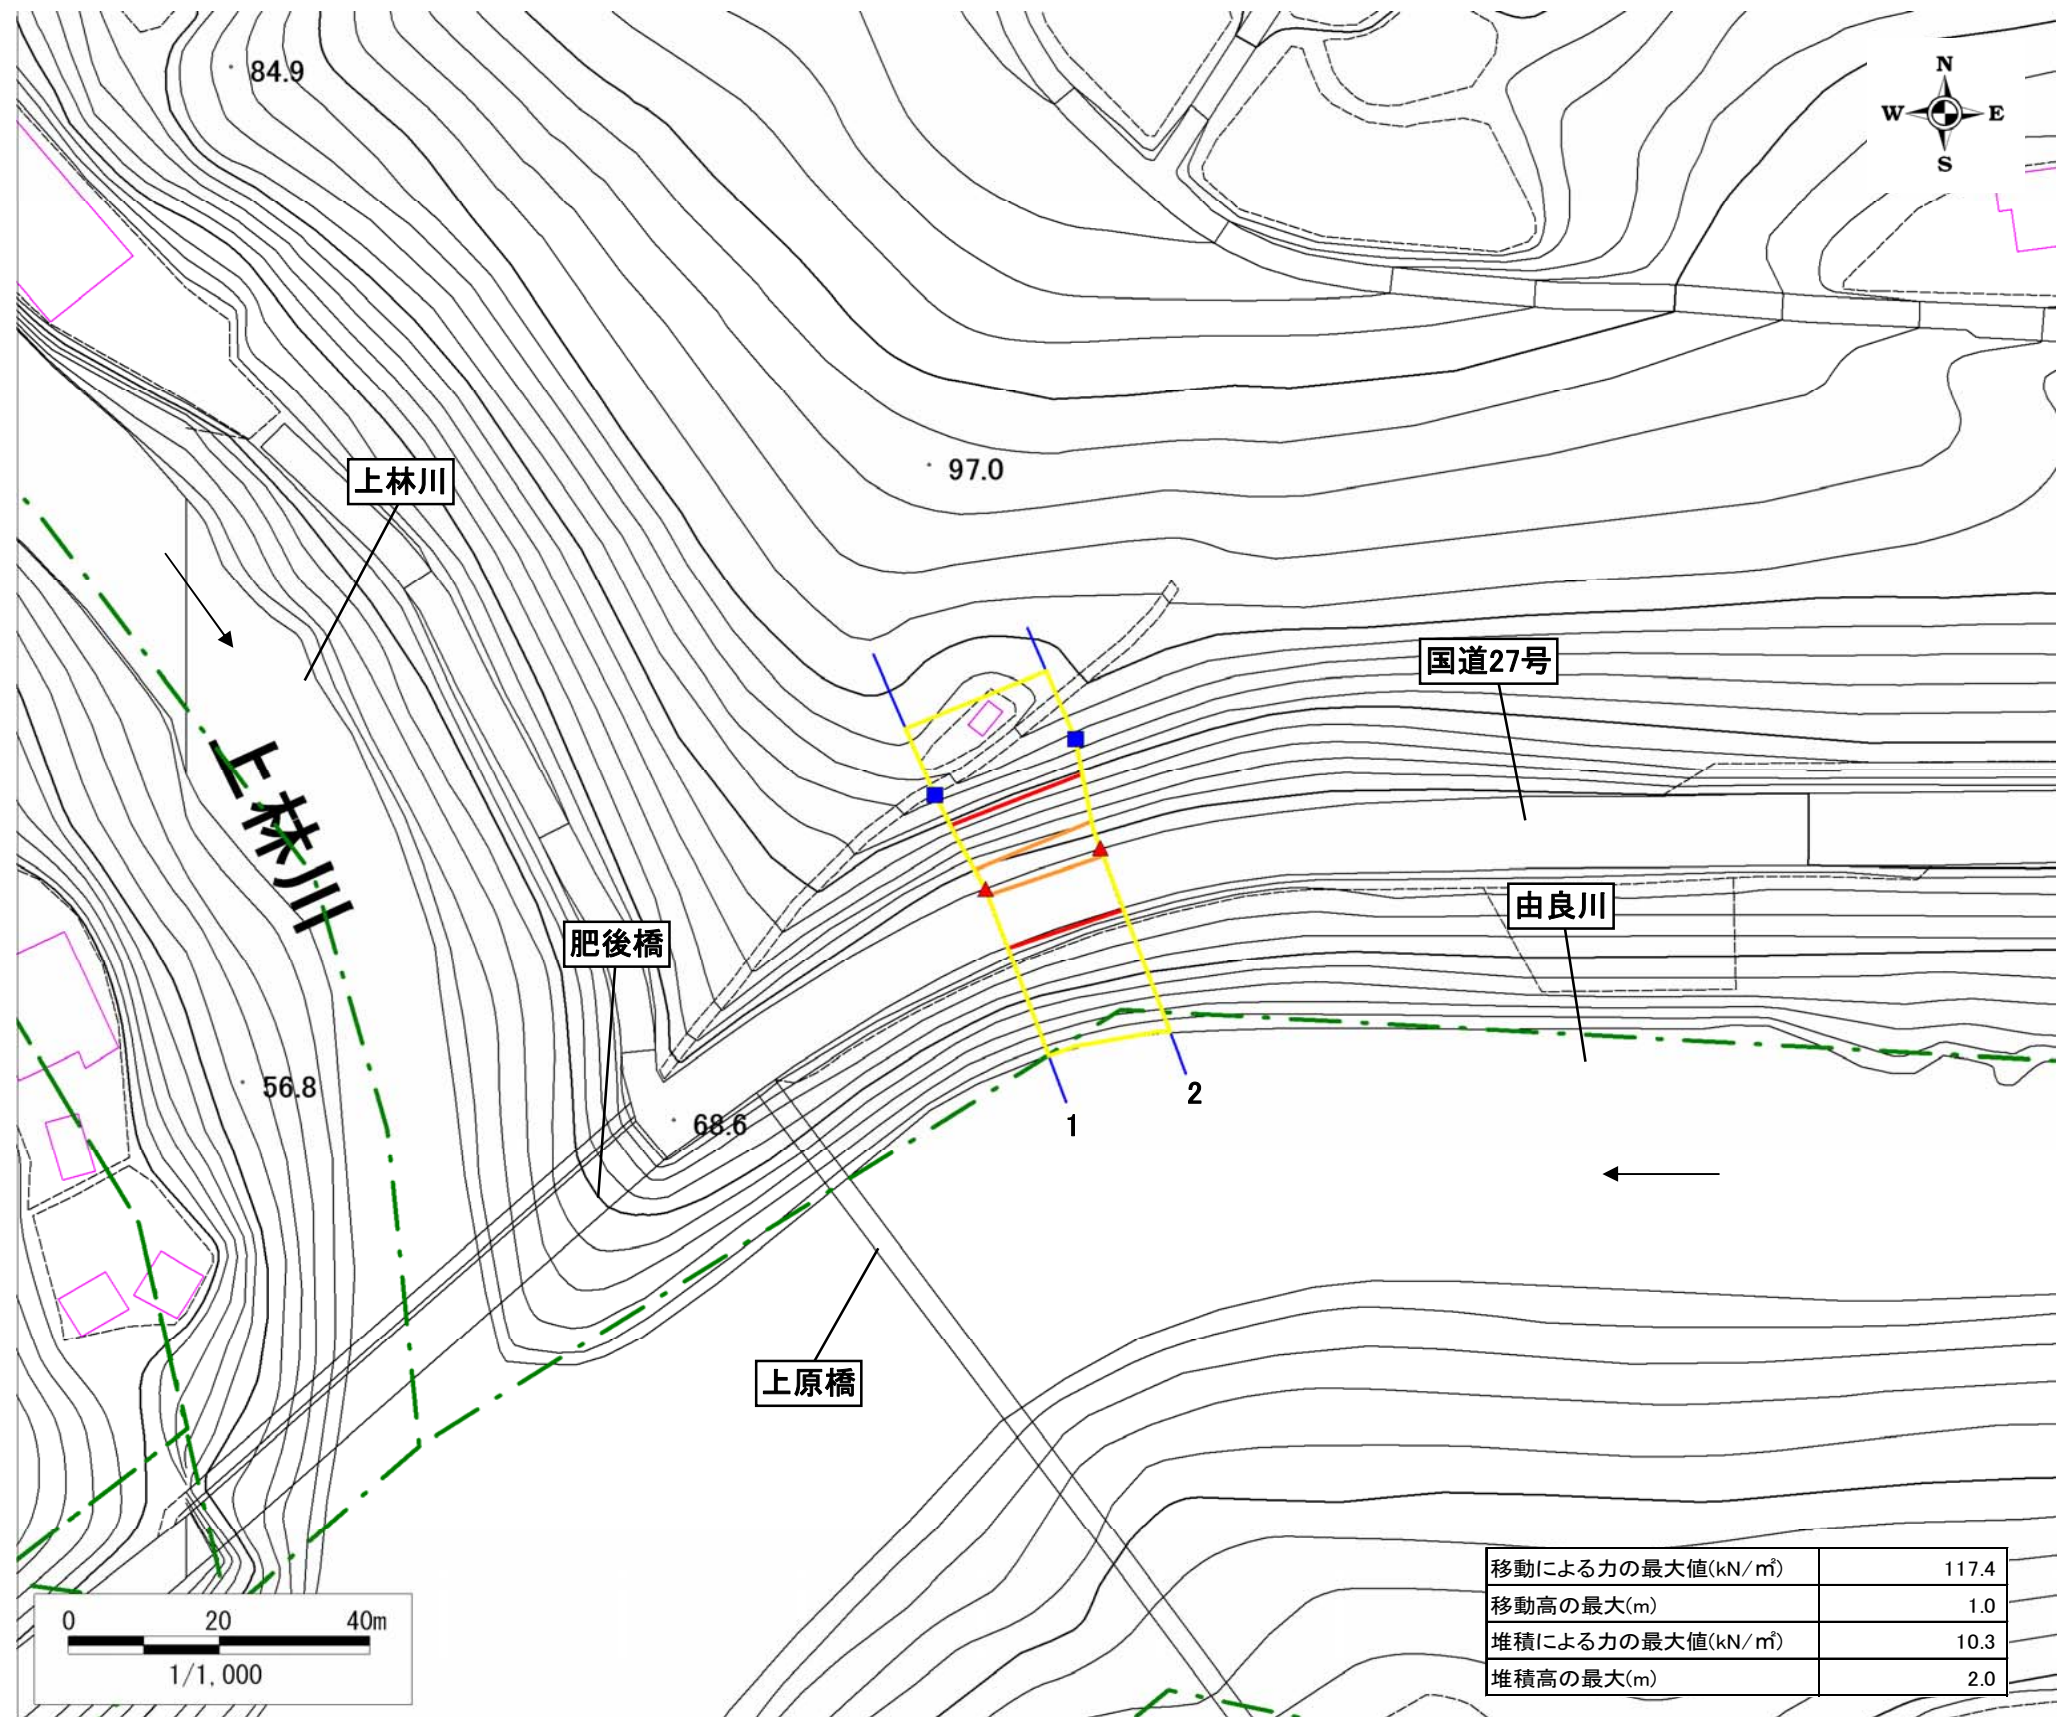 84.9
N
W E
S
上林川
97.0
国道27号
上林川
由良川
肥後橋
56.8
68.6
1
2
上原橋
移動による力の最大値(kN/㎡) 117.4
移動高の最大(m) 1.0
堆積による力の最大値(kN/㎡) 10.3
堆積高の最大(m) 2.0
0 20 40m
1/1,000